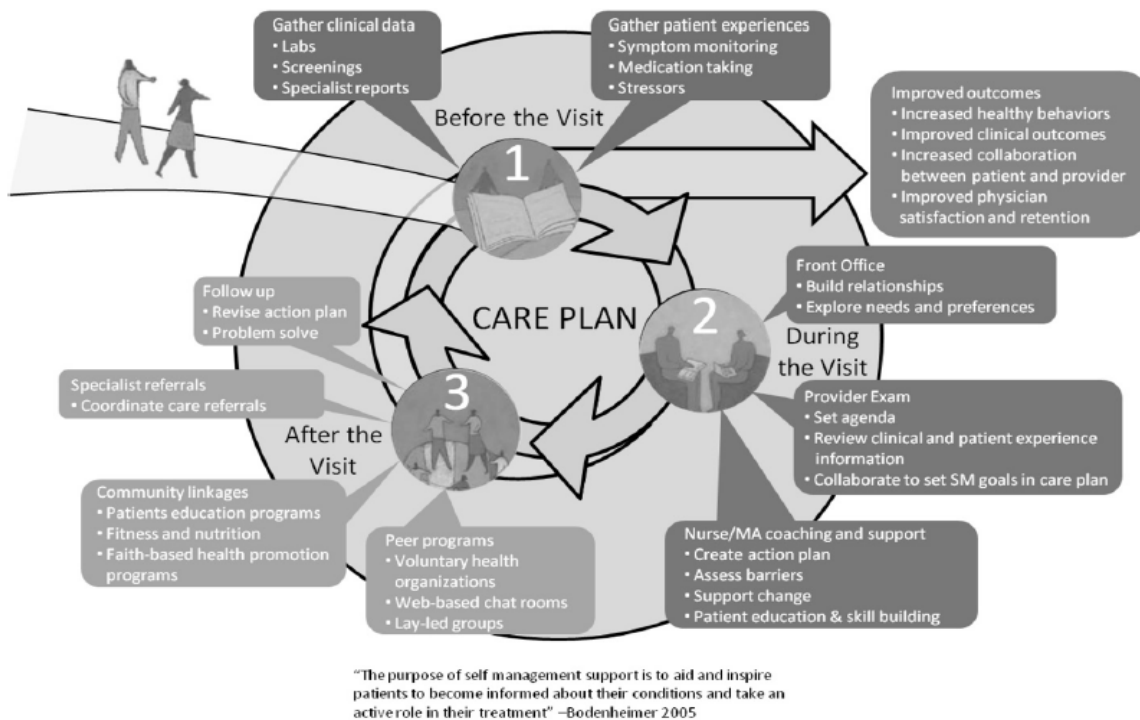 Gather clinical data
• Labs
• Screenings
• Specialist reports
Gather patient experiences
• Symptom monitoring
• Medication taking
• Stressors
Before the Visit
1
Improved outcomes
• Increased healthy behaviors
• Improved clinical outcomes
• Increased collaboration
between patient and provider
• Improved physician
satisfaction and retention
CARE PLAN
2
During
the Visit
Front Office
• Build relationships
• Explore needs and preferences
Provider Exam
• Set agenda
• Review clinical and patient experience
information
• Collaborate to set SM goals in care plan
Nurse/MA coaching and support
• Create action plan
• Assess barriers
• Support change
• Patient education & skill building
3
After the
Visit
Follow up
• Revise action plan
• Problem solve
Specialist referrals
• Coordinate care referrals
Community linkages
• Patients education programs
• Fitness and nutrition
• Faith-based health promotion
programs
Peer programs
• Voluntary health
organizations
• Web-based chat rooms
• Lay-led groups
“The purpose of self management support is to aid and inspire
patients to become informed about their conditions and take an
active role in their treatment” –Bodenheimer 2005